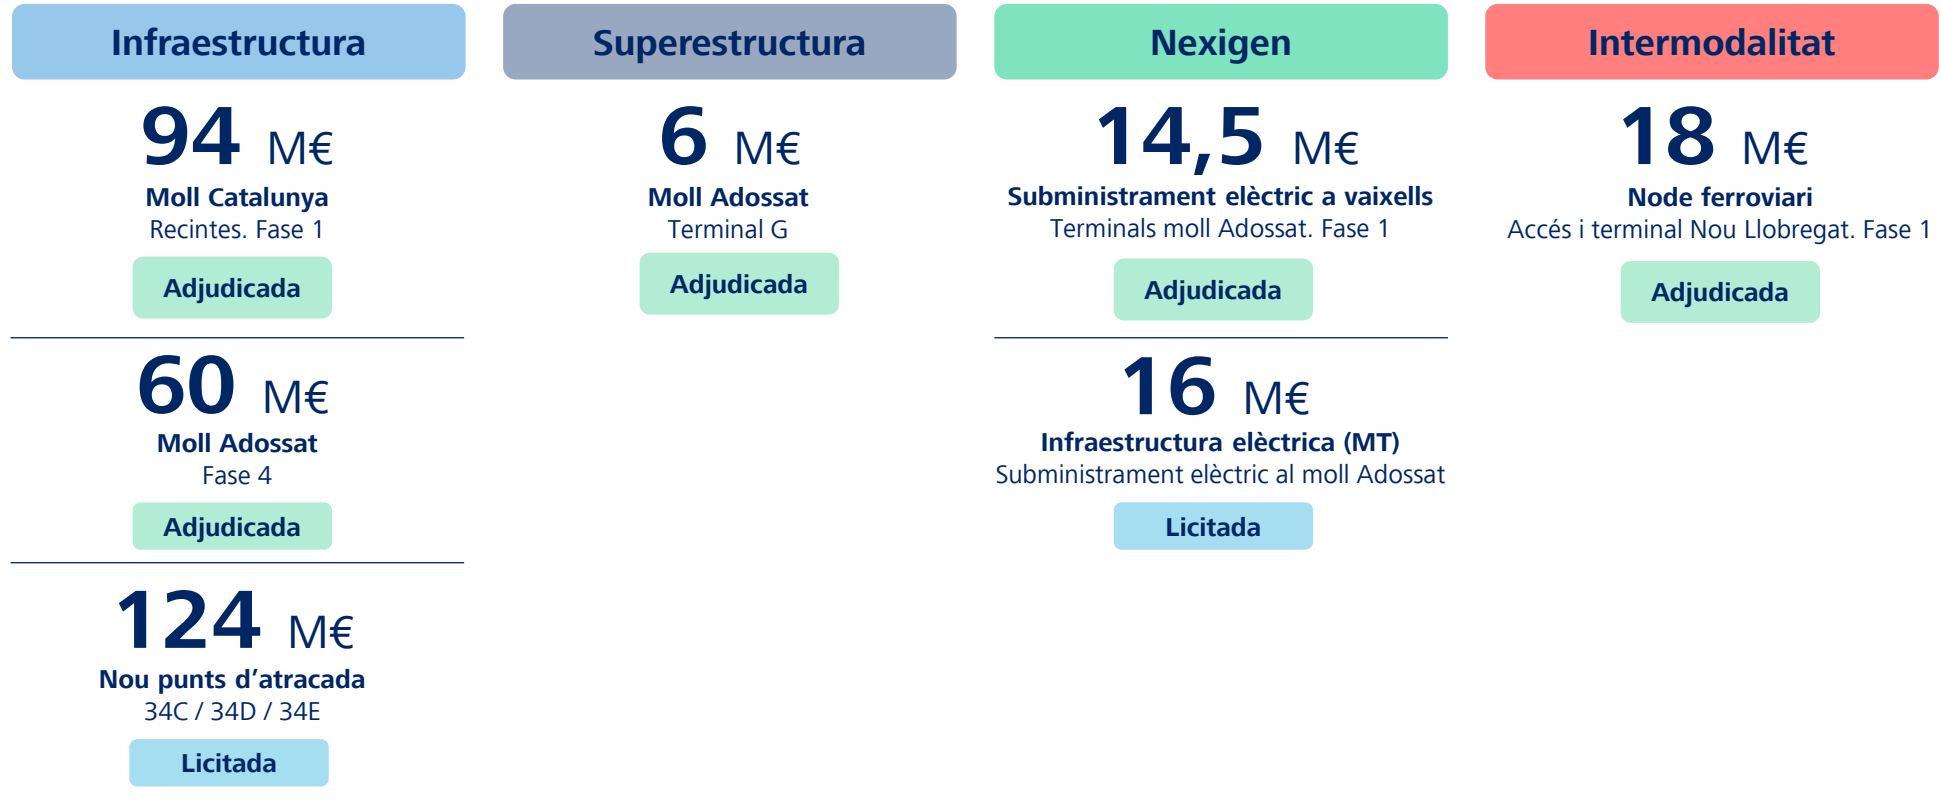 Infraestructura
94 M€
Moll Catalunya
Recintes. Fase 1
Adjudicada
60 M€
Moll Adossat
Fase 4
Adjudicada
124 M€
Nou punts d’atracada
34C / 34D / 34E
Licitada
Superestructura
6 M€
Moll Adossat
Terminal G
Adjudicada
Nexigen
14,5 M€
Subministrament elèctric a vaixells
Terminals moll Adossat. Fase 1
Adjudicada
16 M€
Infraestructura elèctrica (MT)
Subministrament elèctric al moll Adossat
Licitada
Intermodalitat
18 M€
Node ferroviari
Accés i terminal Nou Llobregat. Fase 1
Adjudicada